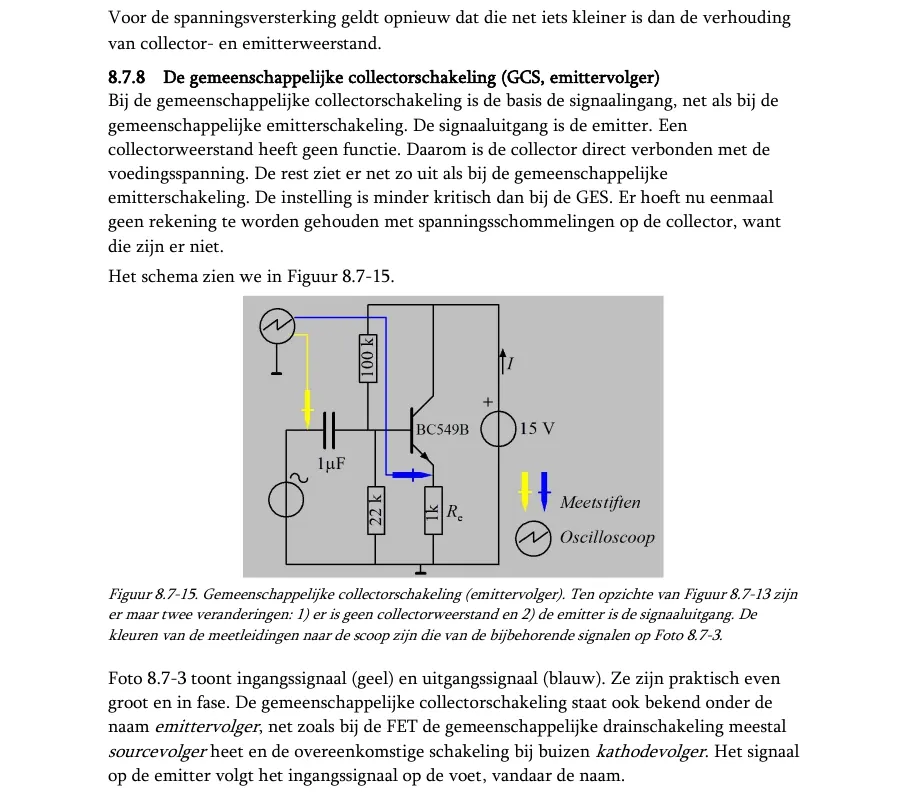 Voor de spanningsversterking geldt opnieuw dat die net iets kleiner is dan de verhouding
van collector- en emitterweerstand.
8.7.8 De gemeenschappelijke collectorschakeling (GCS, emittervolger)
Bij de gemeenschappelijke collectorschakeling is de basis de signaalingang, net als bij de
gemeenschappelijke emitterschakeling. De signaaluitgang is de emitter. Een
collectorweerstand heeft geen functie. Daarom is de collector direct verbonden met de
voedingsspanning. De rest ziet er net zo uit als bij de gemeenschappelijke
emitterschakeling. De instelling is minder kritisch dan bij de GES. Er hoeft nu eenmaal
geen rekening te worden gehouden met spanningsschommelingen op de collector, want
die zijn er niet.
Het schema zien we in Figuur 8.7-15.
100 k
I
+
BC549B
15 V
1µF
22 k
1k
Re
Meetstiften
Oscilloscoop
Figuur 8.7-15. Gemeenschappelijke collectorschakeling (emittervolger). Ten opzichte van Figuur 8.7-13 zijn
er maar twee veranderingen: 1) er is geen collectorweerstand en 2) de emitter is de signaaluitgang. De
kleuren van de meetleidingen naar de scoop zijn die van de bijbehorende signalen op Foto 8.7-3.
Foto 8.7-3 toont ingangssignaal (geel) en uitgangssignaal (blauw). Ze zijn praktisch even
groot en in fase. De gemeenschappelijke collectorschakeling staat ook bekend onder de
naam emittervolger, net zoals bij de FET de gemeenschappelijke drainschakeling meestal
sourcevolger heet en de overeenkomstige schakeling bij buizen kathodevolger. Het signaal
op de emitter volgt het ingangssignaal op de voet, vandaar de naam.